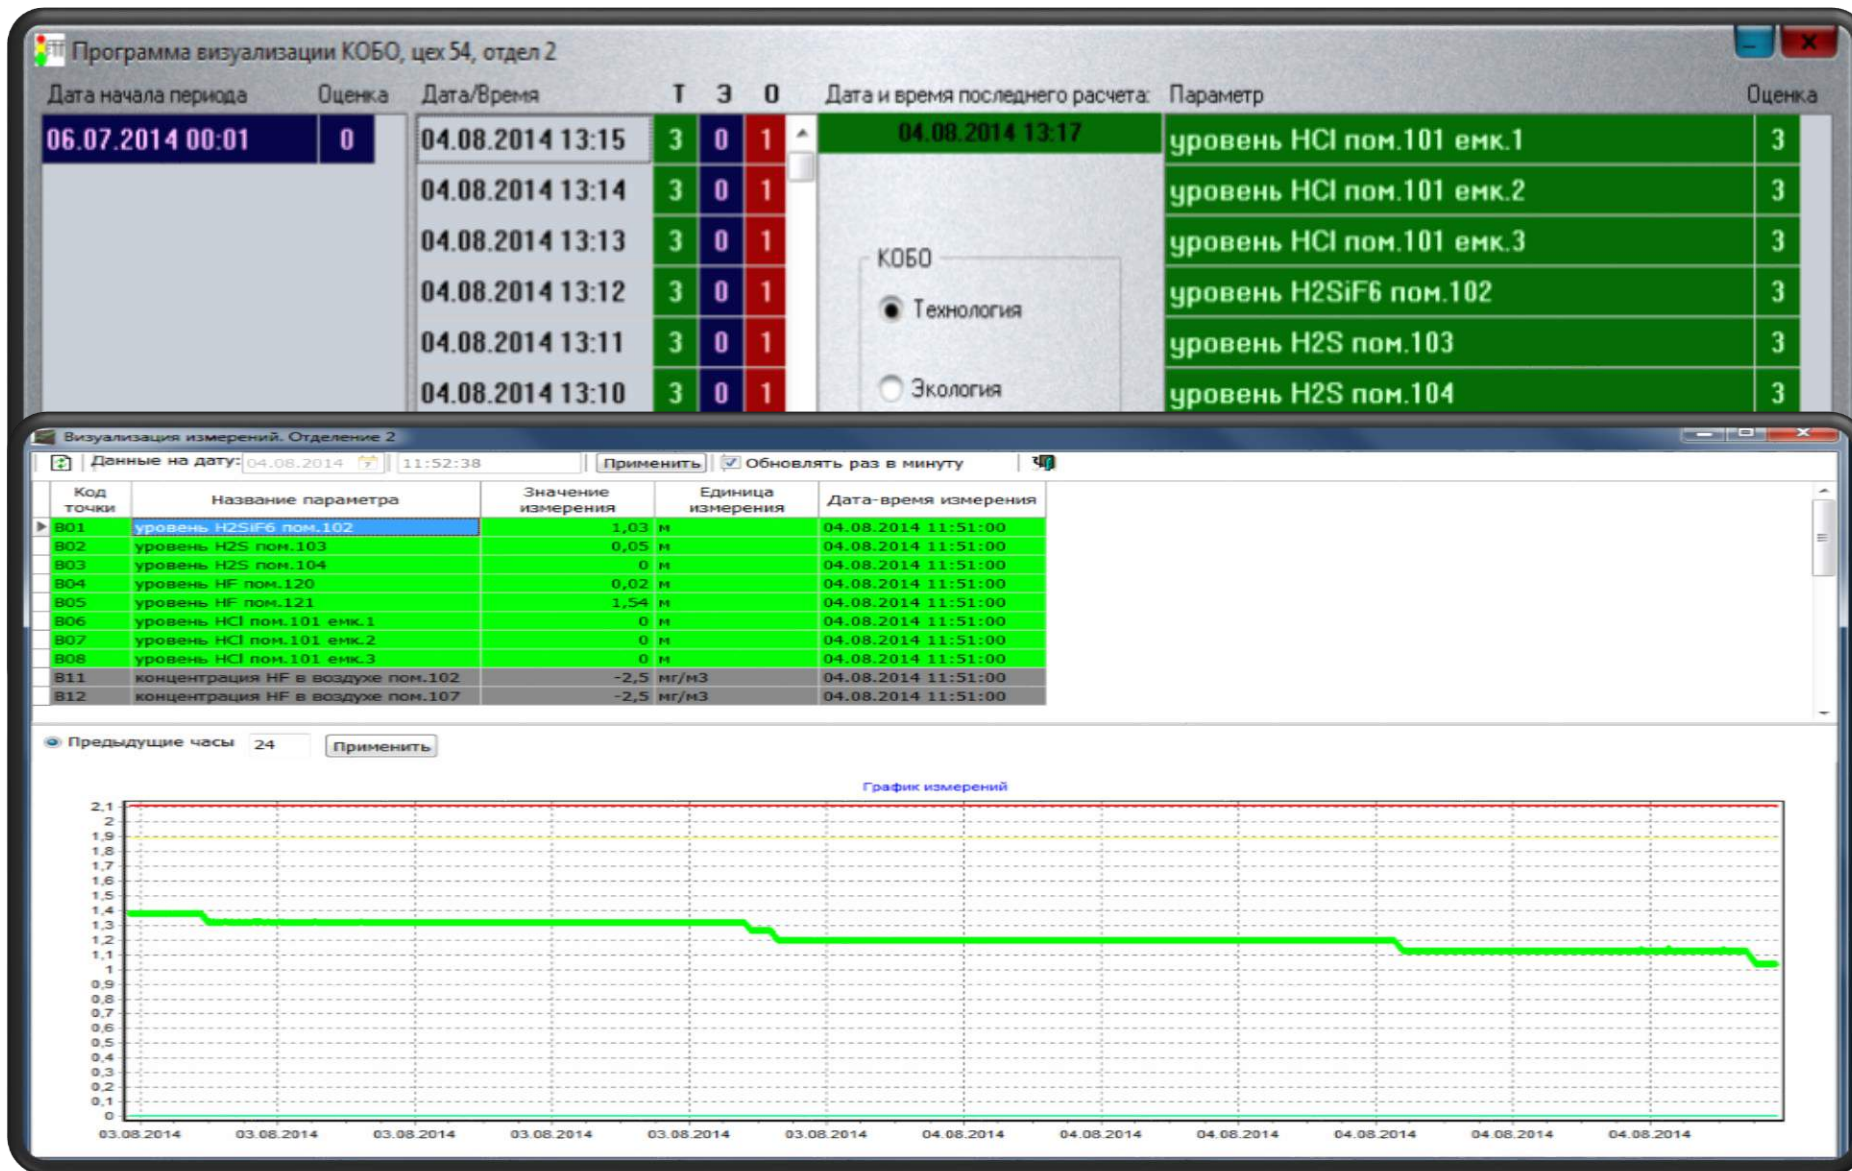 Программа визуализации КОБО, цех 54, отдел 2
Дата начала периода Оценка Дата/Время Т Э О Дата и время последнего расчета: Параметр Оценка
06.07.2014 00:01 0 04.08.2014 13:15 3 0 1 04.08.2014 13:17 уровень HCl пом.101 емк.1 3
04.08.2014 13:14 3 0 1 уровень HCl пом.101 емк.2 3
04.08.2014 13:13 3 0 1 уровень HCl пом.101 емк.3 3
КОБО
04.08.2014 13:12 3 0 1 Технология уровень H2SiF6 пом.102 3
04.08.2014 13:11 3 0 1 уровень H2S пом.103 3
04.08.2014 13:10 3 0 1 Экология уровень H2S пом.104 3
Визуализация измерений. Отделение 2
Данные на дату: 04.08.2014 11:52:38 Применить Обновлять раз в минуту
Код точки Название параметра Значение измерения Единица измерения Дата-время измерения
B01 уровень H2SiF6 пом.102 1,03 м 04.08.2014 11:51:00
B02 уровень H2S пом.103 0,05 м 04.08.2014 11:51:00
B03 уровень H2S пом.104 0 м 04.08.2014 11:51:00
B04 уровень HF пом.120 0,02 м 04.08.2014 11:51:00
B05 уровень HF пом.121 1,54 м 04.08.2014 11:51:00
B06 уровень HCl пом.101 емк.1 0 м 04.08.2014 11:51:00
B07 уровень HCl пом.101 емк.2 0 м 04.08.2014 11:51:00
B08 уровень HCl пом.101 емк.3 0 м 04.08.2014 11:51:00
B11 концентрация HF в воздухе пом.102 -2,5 мг/м3 04.08.2014 11:51:00
B12 концентрация HF в воздухе пом.107 -2,5 мг/м3 04.08.2014 11:51:00
Предыдущие часы 24 Применить
График измерений
2,1
2
1,9
1,8
1,7
1,6
1,5
1,4
1,3
1,2
1,1
1
0,9
0,8
0,7
0,6
0,5
0,4
0,3
0,2
0,1
0
03.08.2014 03.08.2014 03.08.2014 03.08.2014 03.08.2014 03.08.2014 04.08.2014 04.08.2014 04.08.2014 04.08.2014 04.08.2014 04.08.2014